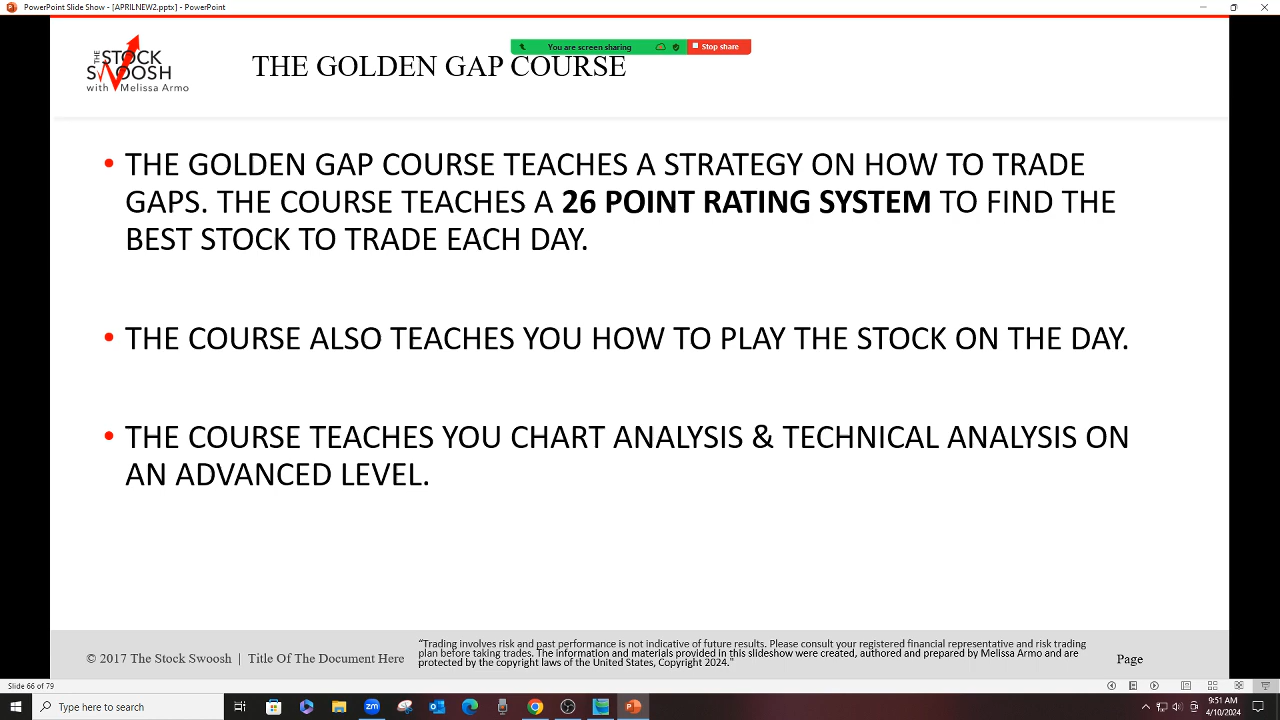 PowerPoint Slide Show - [APRILNEW2.pptx] - PowerPoint
You are screen sharing
Stop share
THE
STOCK
SWOOSH
with Melissa Armo
THE GOLDEN GAP COURSE
• THE GOLDEN GAP COURSE TEACHES A STRATEGY ON HOW TO TRADE
GAPS. THE COURSE TEACHES A 26 POINT RATING SYSTEM TO FIND THE
BEST STOCK TO TRADE EACH DAY.
• THE COURSE ALSO TEACHES YOU HOW TO PLAY THE STOCK ON THE DAY.
• THE COURSE TEACHES YOU CHART ANALYSIS & TECHNICAL ANALYSIS ON
AN ADVANCED LEVEL.
© 2017 The Stock Swoosh | Title Of The Document Here
"Trading involves risk and past performance is not indicative of future results. Please consult your registered financial representative and risk trading
plan before taking trades. The information and materials provided in this slideshow were created, authored and prepared by Melissa Armo and are
protected by the copyright laws of the United States, Copyright 2024."
Page
Slide 66 of 79
Type here to search
9:51 AM
4/10/2024